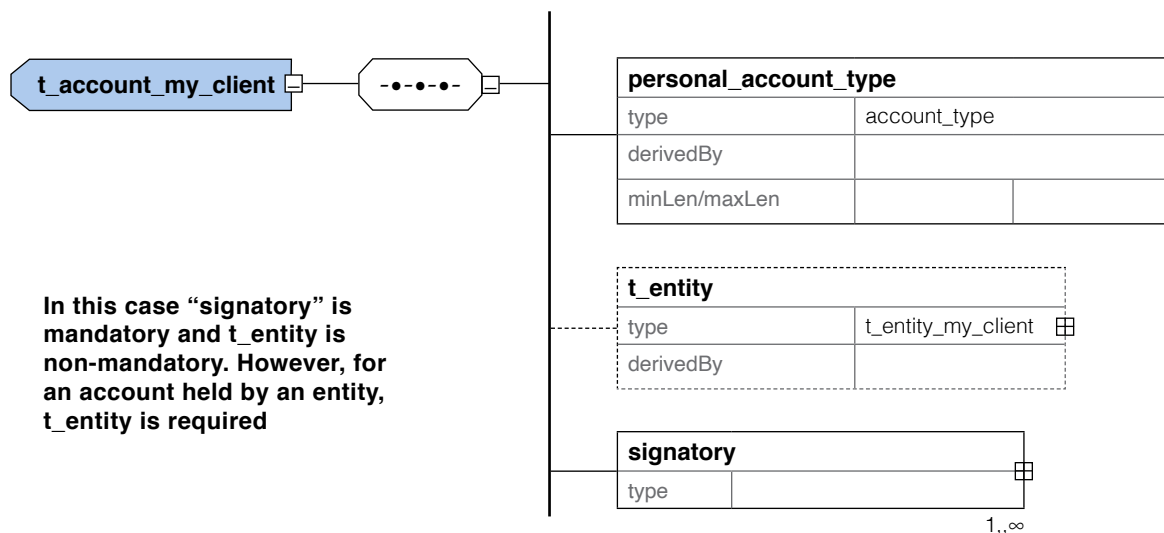 t_account_my_client
personal_account_type
type account_type
derivedBy
minLen/maxLen
t_entity
type t_entity_my_client
derivedBy
In this case “signatory” is
mandatory and t_entity is
non-mandatory. However, for
an account held by an entity,
t_entity is required
signatory
type
1,,∞